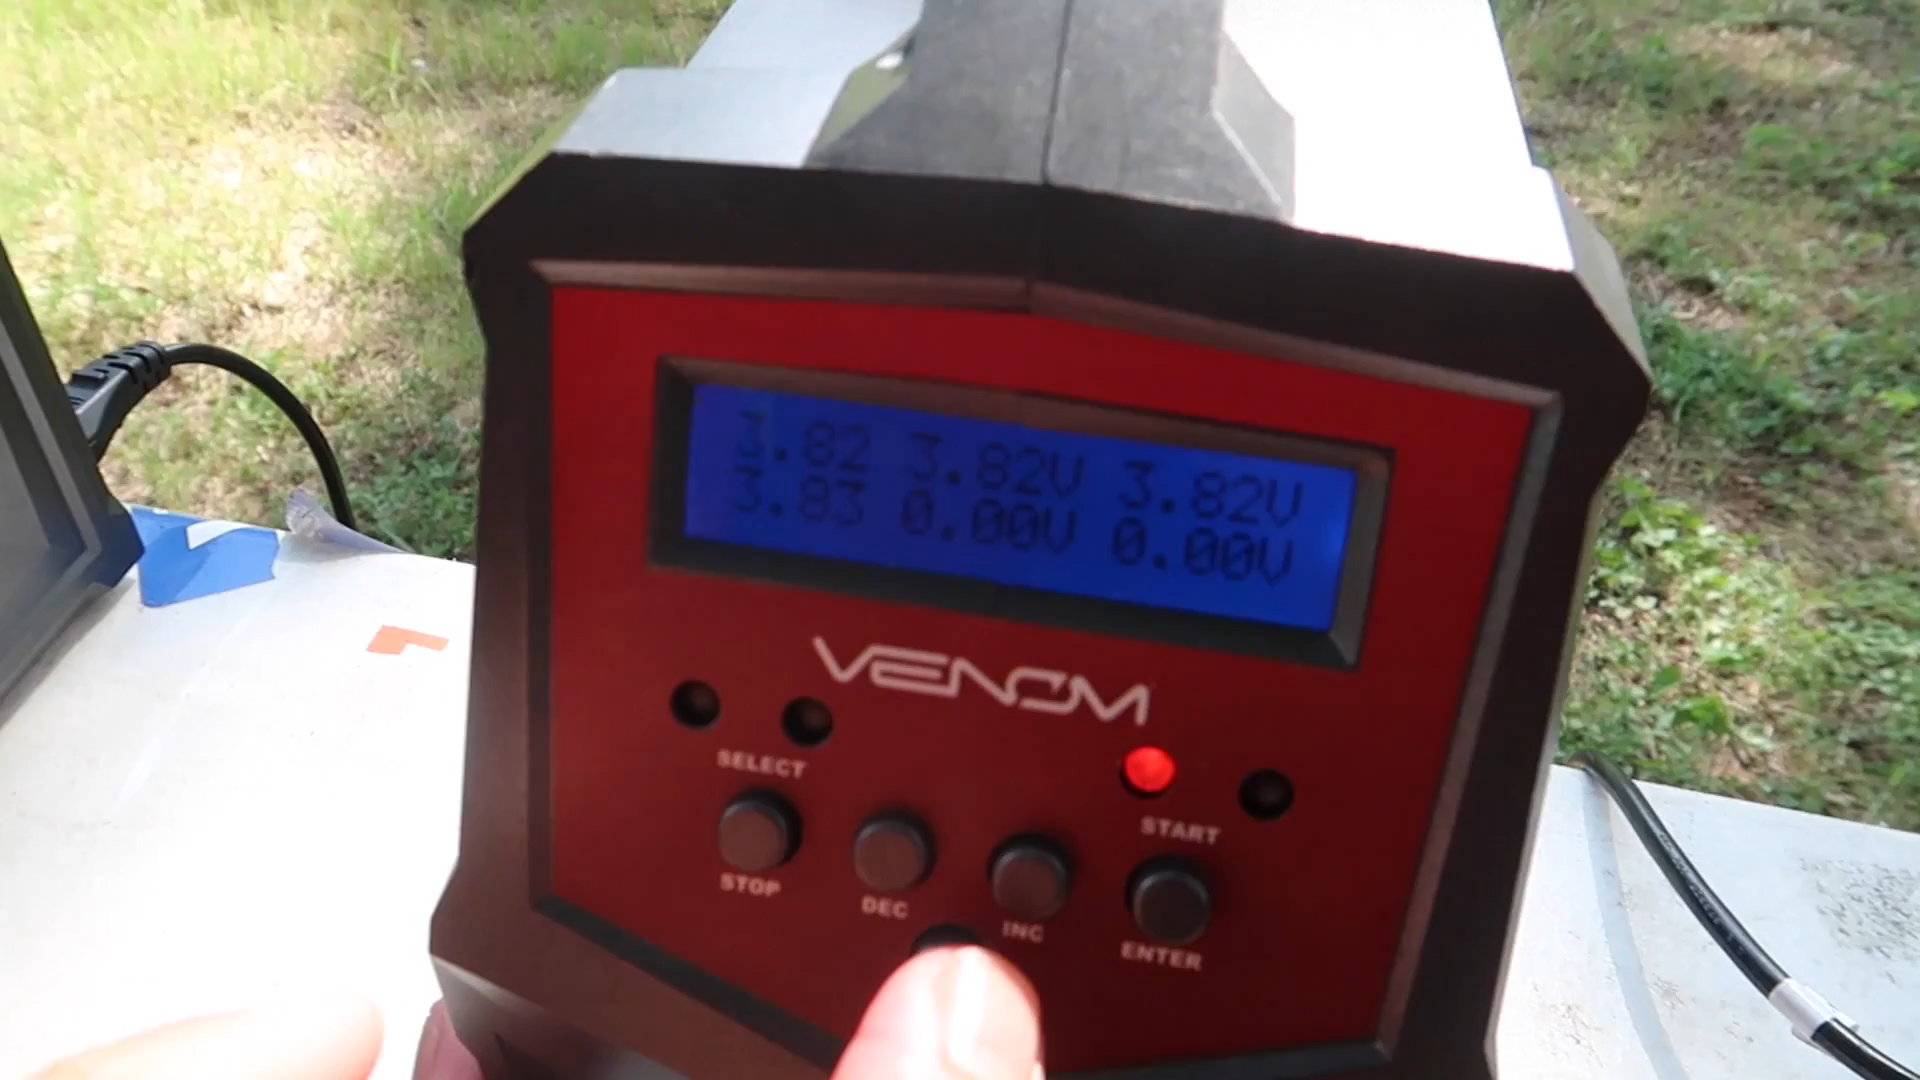 3.82 3.82V 3.82V
3.83 0.00V 0.00V
VENOM
SELECT
START
STOP
DEC
INC
ENTER